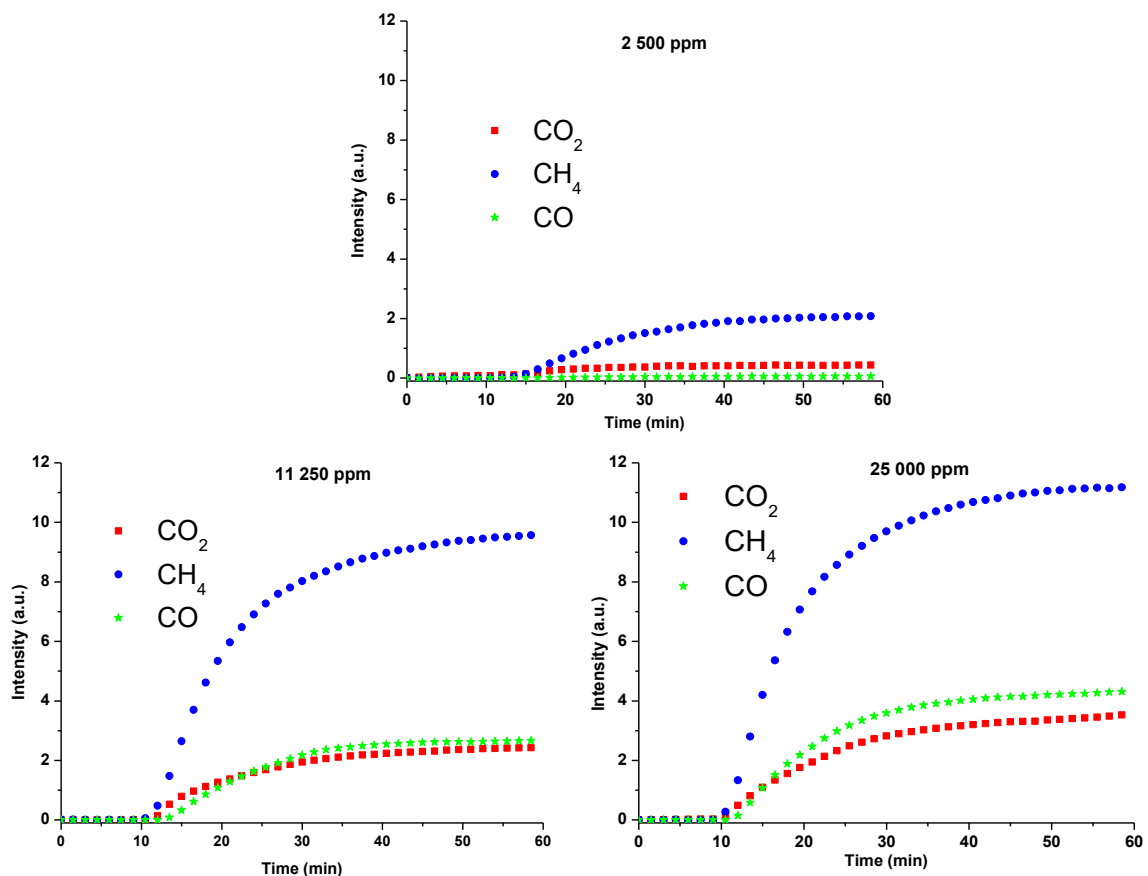 2 500 ppm
CO2
CH4
CO
Intensity (a.u.)
12
10
8
6
4
2
0
0 10 20 30 40 50 60
Time (min)
11 250 ppm
CO2
CH4
CO
Intensity (a.u.)
12
10
8
6
4
2
0
0 10 20 30 40 50 60
Time (min)
25 000 ppm
CO2
CH4
CO
Intensity (a.u.)
12
10
8
6
4
2
0
0 10 20 30 40 50 60
Time (min)